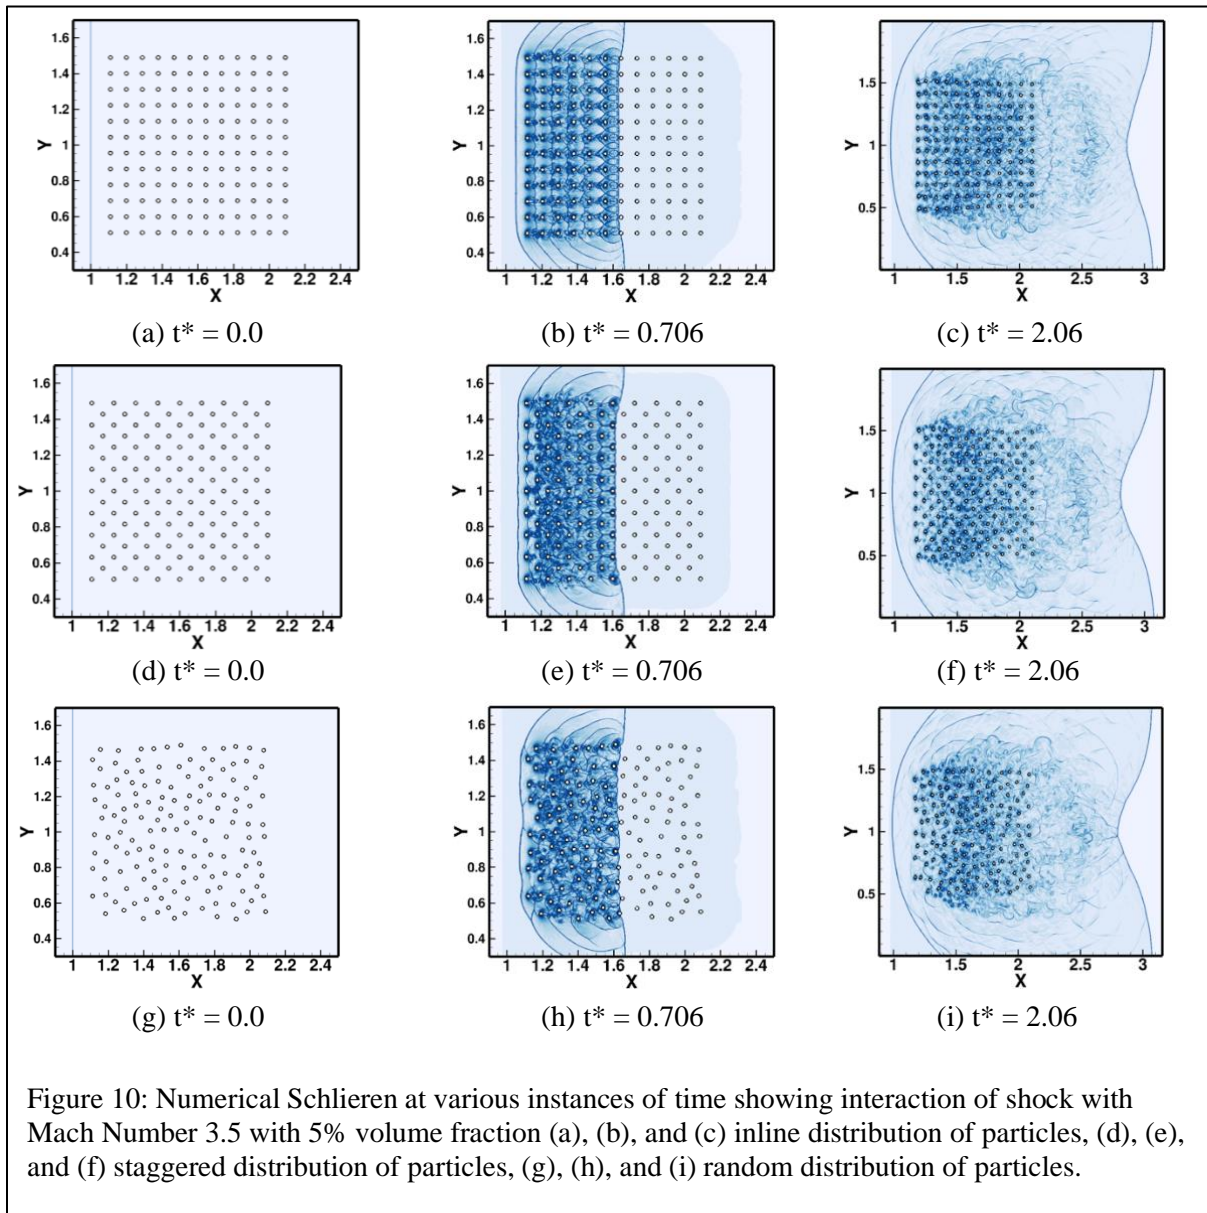 1.6
1.4
1.2
Y 1
0.8
0.6
0.4
1 1.2 1.4 1.6 1.8 2 2.2 2.4
X
1.6
1.4
1.2
Y 1
0.8
0.6
0.4
1 1.2 1.4 1.6 1.8 2 2.2 2.4
X
1.5
Y 1
0.5
1 1.5 2 2.5 3
X
(a) t* = 0.0 (b) t* = 0.706 (c) t* = 2.06
1.6
1.4
1.2
Y 1
0.8
0.6
0.4
1 1.2 1.4 1.6 1.8 2 2.2 2.4
X
1.6
1.4
1.2
Y 1
0.8
0.6
0.4
1 1.2 1.4 1.6 1.8 2 2.2 2.4
X
1.5
Y 1
0.5
1 1.5 2 2.5 3
X
(d) t* = 0.0 (e) t* = 0.706 (f) t* = 2.06
1.6
1.4
1.2
Y 1
0.8
0.6
0.4
1 1.2 1.4 1.6 1.8 2 2.2 2.4
X
1.6
1.4
1.2
Y 1
0.8
0.6
0.4
1 1.2 1.4 1.6 1.8 2 2.2 2.4
X
1.5
Y 1
0.5
1 1.5 2 2.5 3
X
(g) t* = 0.0 (h) t* = 0.706 (i) t* = 2.06
Figure 10: Numerical Schlieren at various instances of time showing interaction of shock with
Mach Number 3.5 with 5% volume fraction (a), (b), and (c) inline distribution of particles, (d), (e),
and (f) staggered distribution of particles, (g), (h), and (i) random distribution of particles.